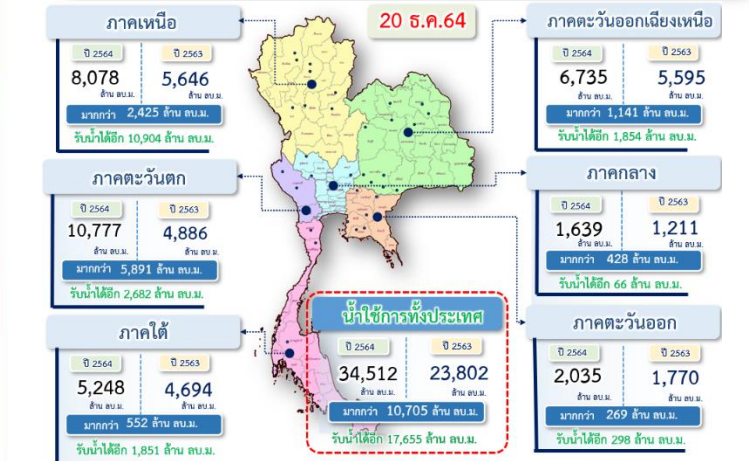 20 ธ.ค.64
ภาคเหนือ
ปี 2564 ปี 2563
8,078 5,646
ล้าน ลบ.ม. ล้าน ลบ.ม.
มากกว่า 2,425 ล้าน ลบ.ม.
รับน้ำได้อีก 10,904 ล้าน ลบ.ม.
ภาคตะวันออกเฉียงเหนือ
ปี 2564 ปี 2563
6,735 5,595
ล้าน ลบ.ม. ล้าน ลบ.ม.
มากกว่า 1,141 ล้าน ลบ.ม.
รับน้ำได้อีก 1,854 ล้าน ลบ.ม.
ภาคตะวันตก
ปี 2564 ปี 2563
10,777 4,886
ล้าน ลบ.ม. ล้าน ลบ.ม.
มากกว่า 5,891 ล้าน ลบ.ม.
รับน้ำได้อีก 2,682 ล้าน ลบ.ม.
ภาคกลาง
ปี 2564 ปี 2563
1,639 1,211
ล้าน ลบ.ม. ล้าน ลบ.ม.
มากกว่า 428 ล้าน ลบ.ม.
รับน้ำได้อีก 66 ล้าน ลบ.ม.
ภาคใต้
ปี 2564 ปี 2563
5,248 4,694
ล้าน ลบ.ม. ล้าน ลบ.ม.
มากกว่า 552 ล้าน ลบ.ม.
รับน้ำได้อีก 1,851 ล้าน ลบ.ม.
น้ำใช้การทั้งประเทศ
ปี 2564 ปี 2563
34,512 23,802
ล้าน ลบ.ม. ล้าน ลบ.ม.
มากกว่า 10,705 ล้าน ลบ.ม.
รับน้ำได้อีก 17,655 ล้าน ลบ.ม.
ภาคตะวันออก
ปี 2564 ปี 2563
2,035 1,770
ล้าน ลบ.ม. ล้าน ลบ.ม.
มากกว่า 269 ล้าน ลบ.ม.
รับน้ำได้อีก 298 ล้าน ลบ.ม.